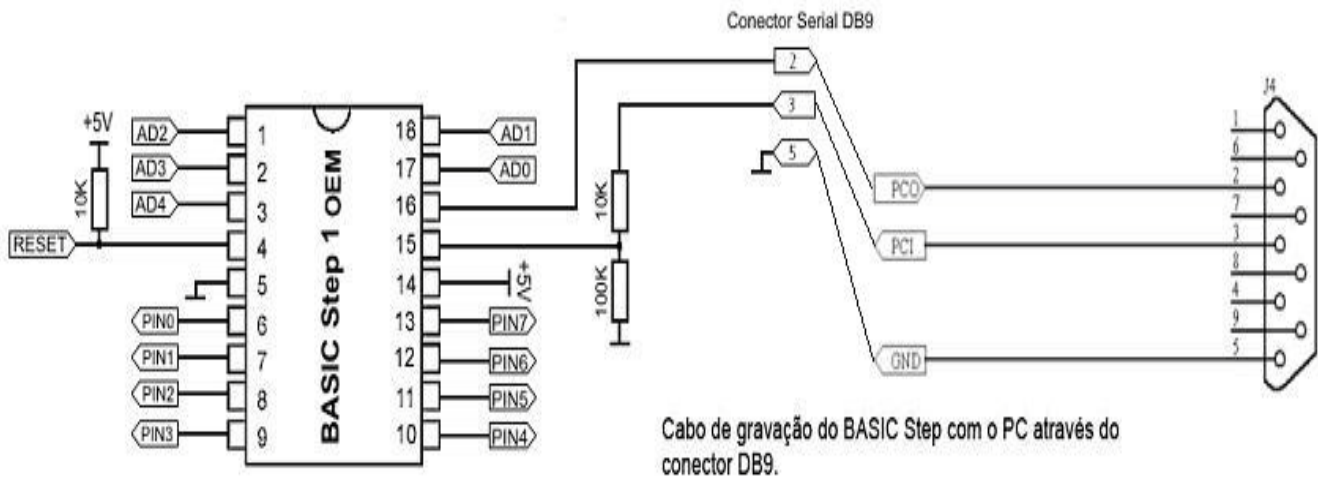 Conector Serial DB9
2
3
5
J4
1
6
2
7
3
8
4
9
5
PCO
PCI
GND
+5V
10K
RESET
AD2
AD3
AD4
PIN0
PIN1
PIN2
PIN3
1
2
3
4
5
6
7
8
9
BASIC Step 1 OEM
18
17
16
15
14
13
12
11
10
AD1
AD0
10K
100K
+5V
PIN7
PIN6
PIN5
PIN4
Cabo de gravação do BASIC Step com o PC através do
conector DB9.